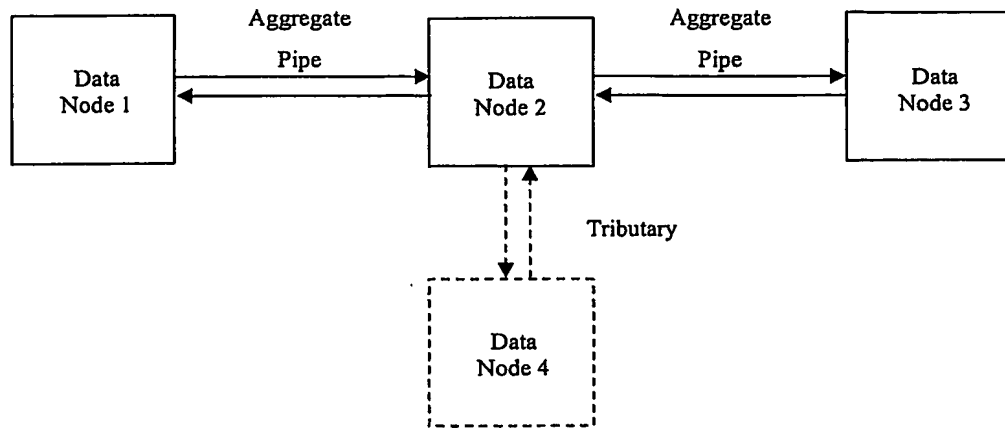 Aggregate
Pipe
Aggregate
Pipe
Data
Node 1
Data
Node 2
Data
Node 3
Tributary
Data
Node 4